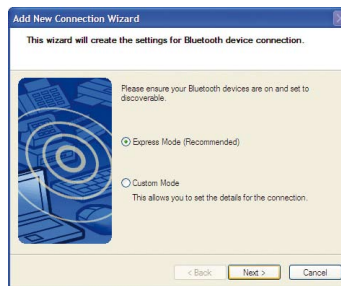 Add New Connection Wizard
This wizard will create the settings for Bluetooth device connection.
Please ensure your Bluetooth devices are on and set to
discoverable.
Express Mode (Recommended)
Custom Mode
This allows you to set the details for the connection.
< Back
Next >
Cancel